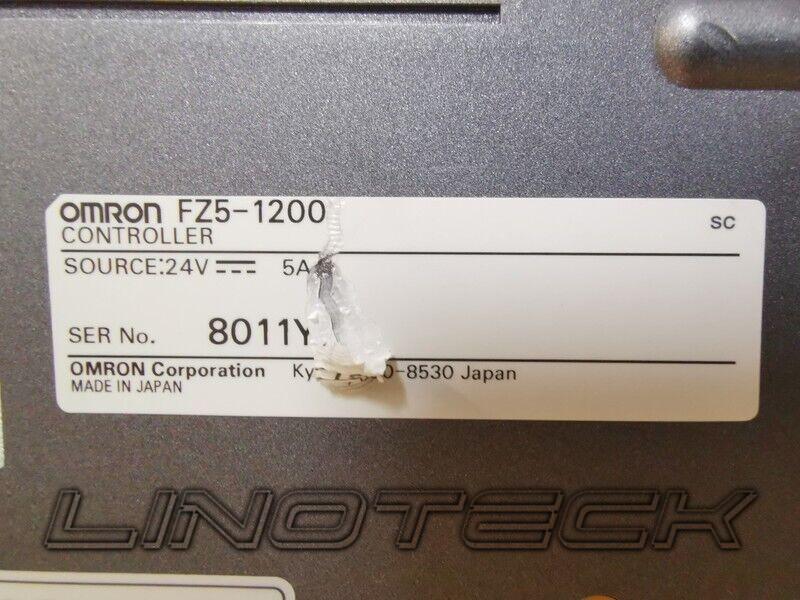 OMRON FZ5-1200
CONTROLLER
SC
SOURCE:24V ⎓ 5A
SER No. 8011Y
OMRON Corporation 0-8530 Japan
MADE IN JAPAN
LINOTECK